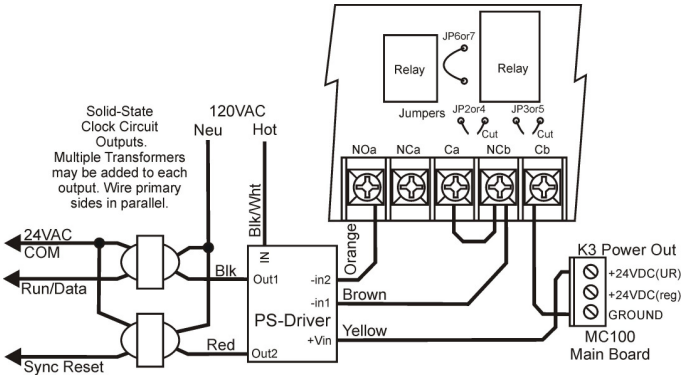 Solid-State
Clock Circuit
Outputs.
Multiple Transformers
may be added to each
output. Wire primary
sides in parallel.
120VAC
Neu
Hot
Blk/Wht
24VAC
COM
Run/Data
Sync Reset
Blk
Red
IN
Out1
Out2
-in2
-in1
PS-Driver
+Vin
Orange
Brown
Yellow
JP6or7
Relay
Relay
Jumpers
JP2or4
Cut
JP3or5
Cut
NOa
NCa
Ca
NCb
Cb
K3 Power Out
+24VDC(UR)
+24VDC(reg)
GROUND
MC100
Main Board